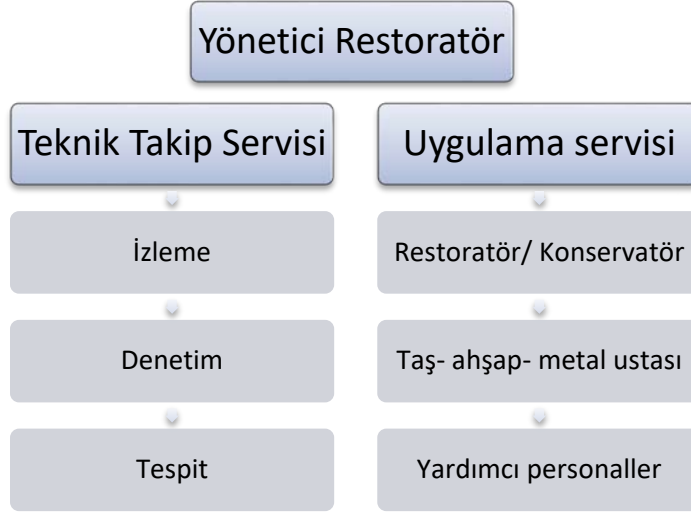 Yönetici Restoratör
Teknik Takip Servisi
İzleme
Denetim
Tespit
Uygulama servisi
Restoratör/ Konservatör
Taş- ahşap- metal ustası
Yardımcı personaller